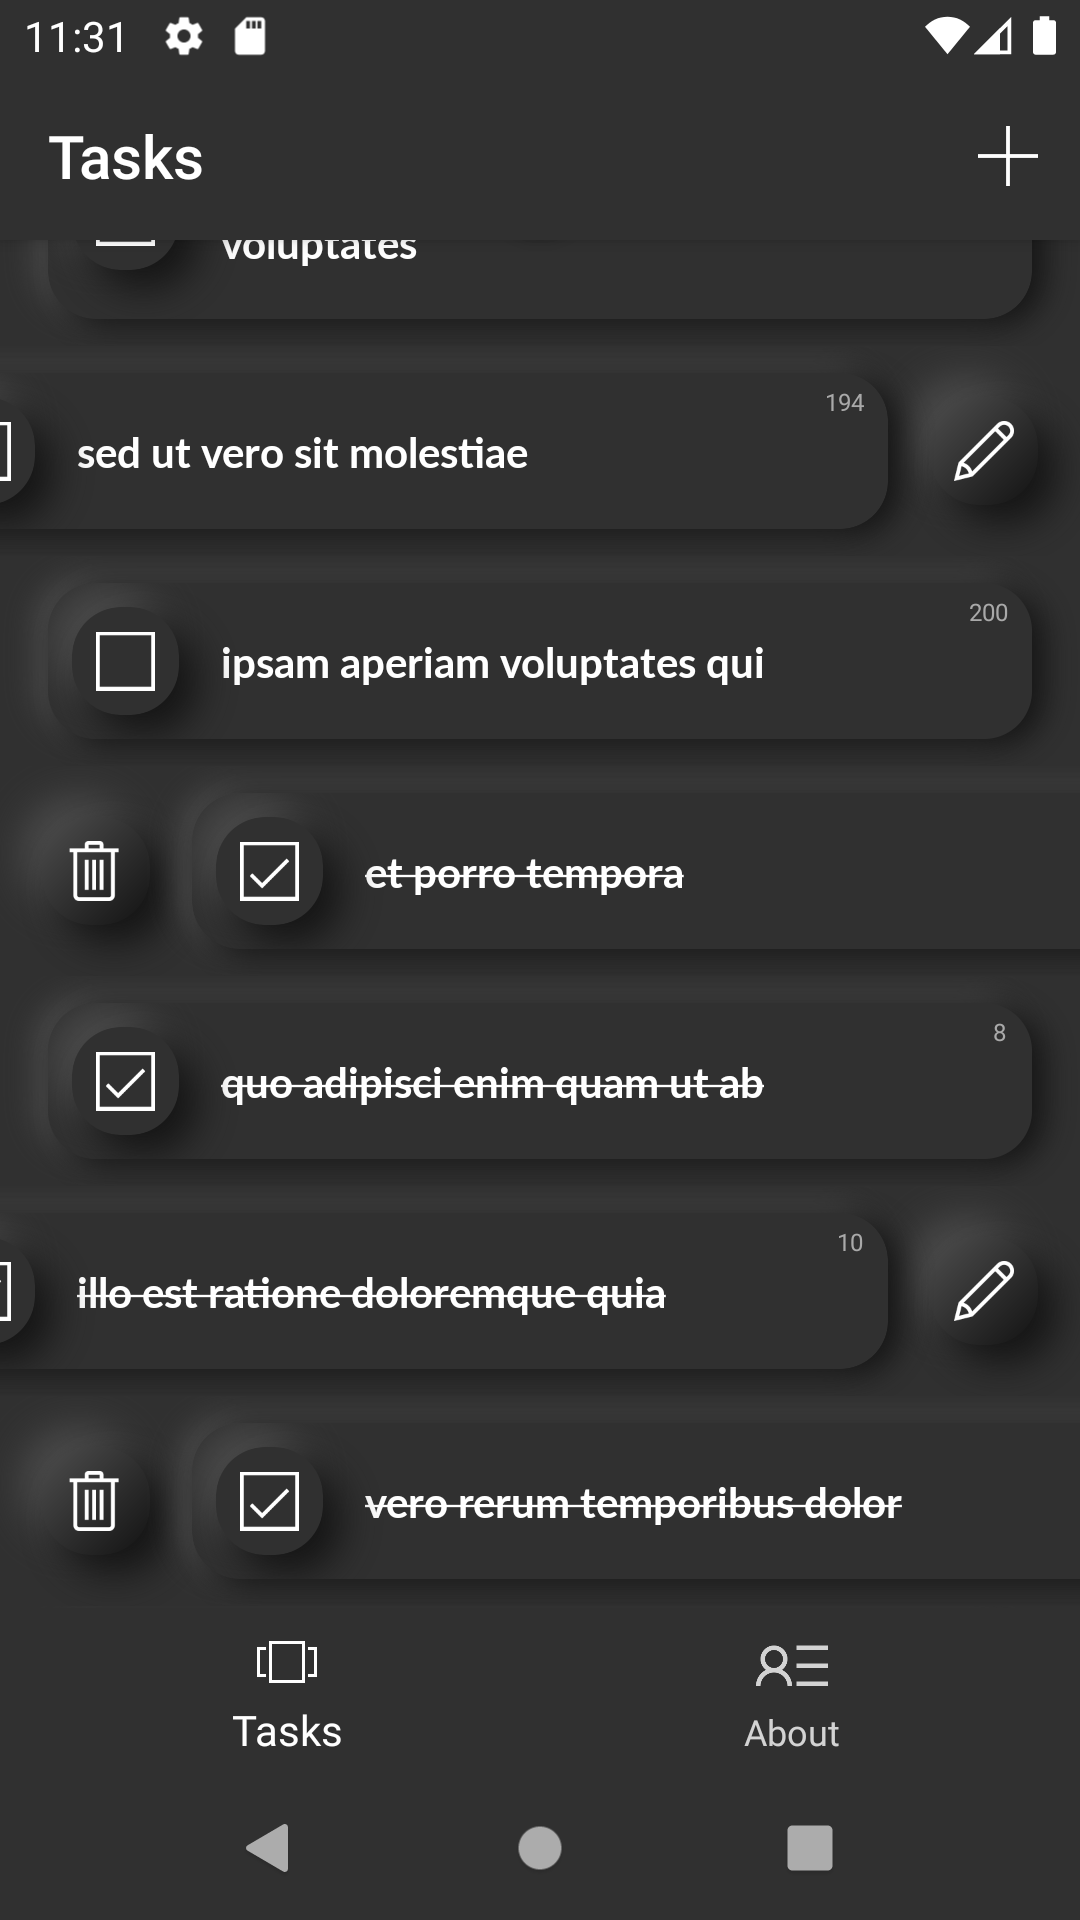 11:31
Tasks
voluptates
194
sed ut vero sit molestiae
200
ipsam aperiam voluptates qui
et porro tempora
8
quo adipisci enim quam ut ab
10
illo est ratione doloremque quia
vero rerum temporibus dolor
Tasks
About